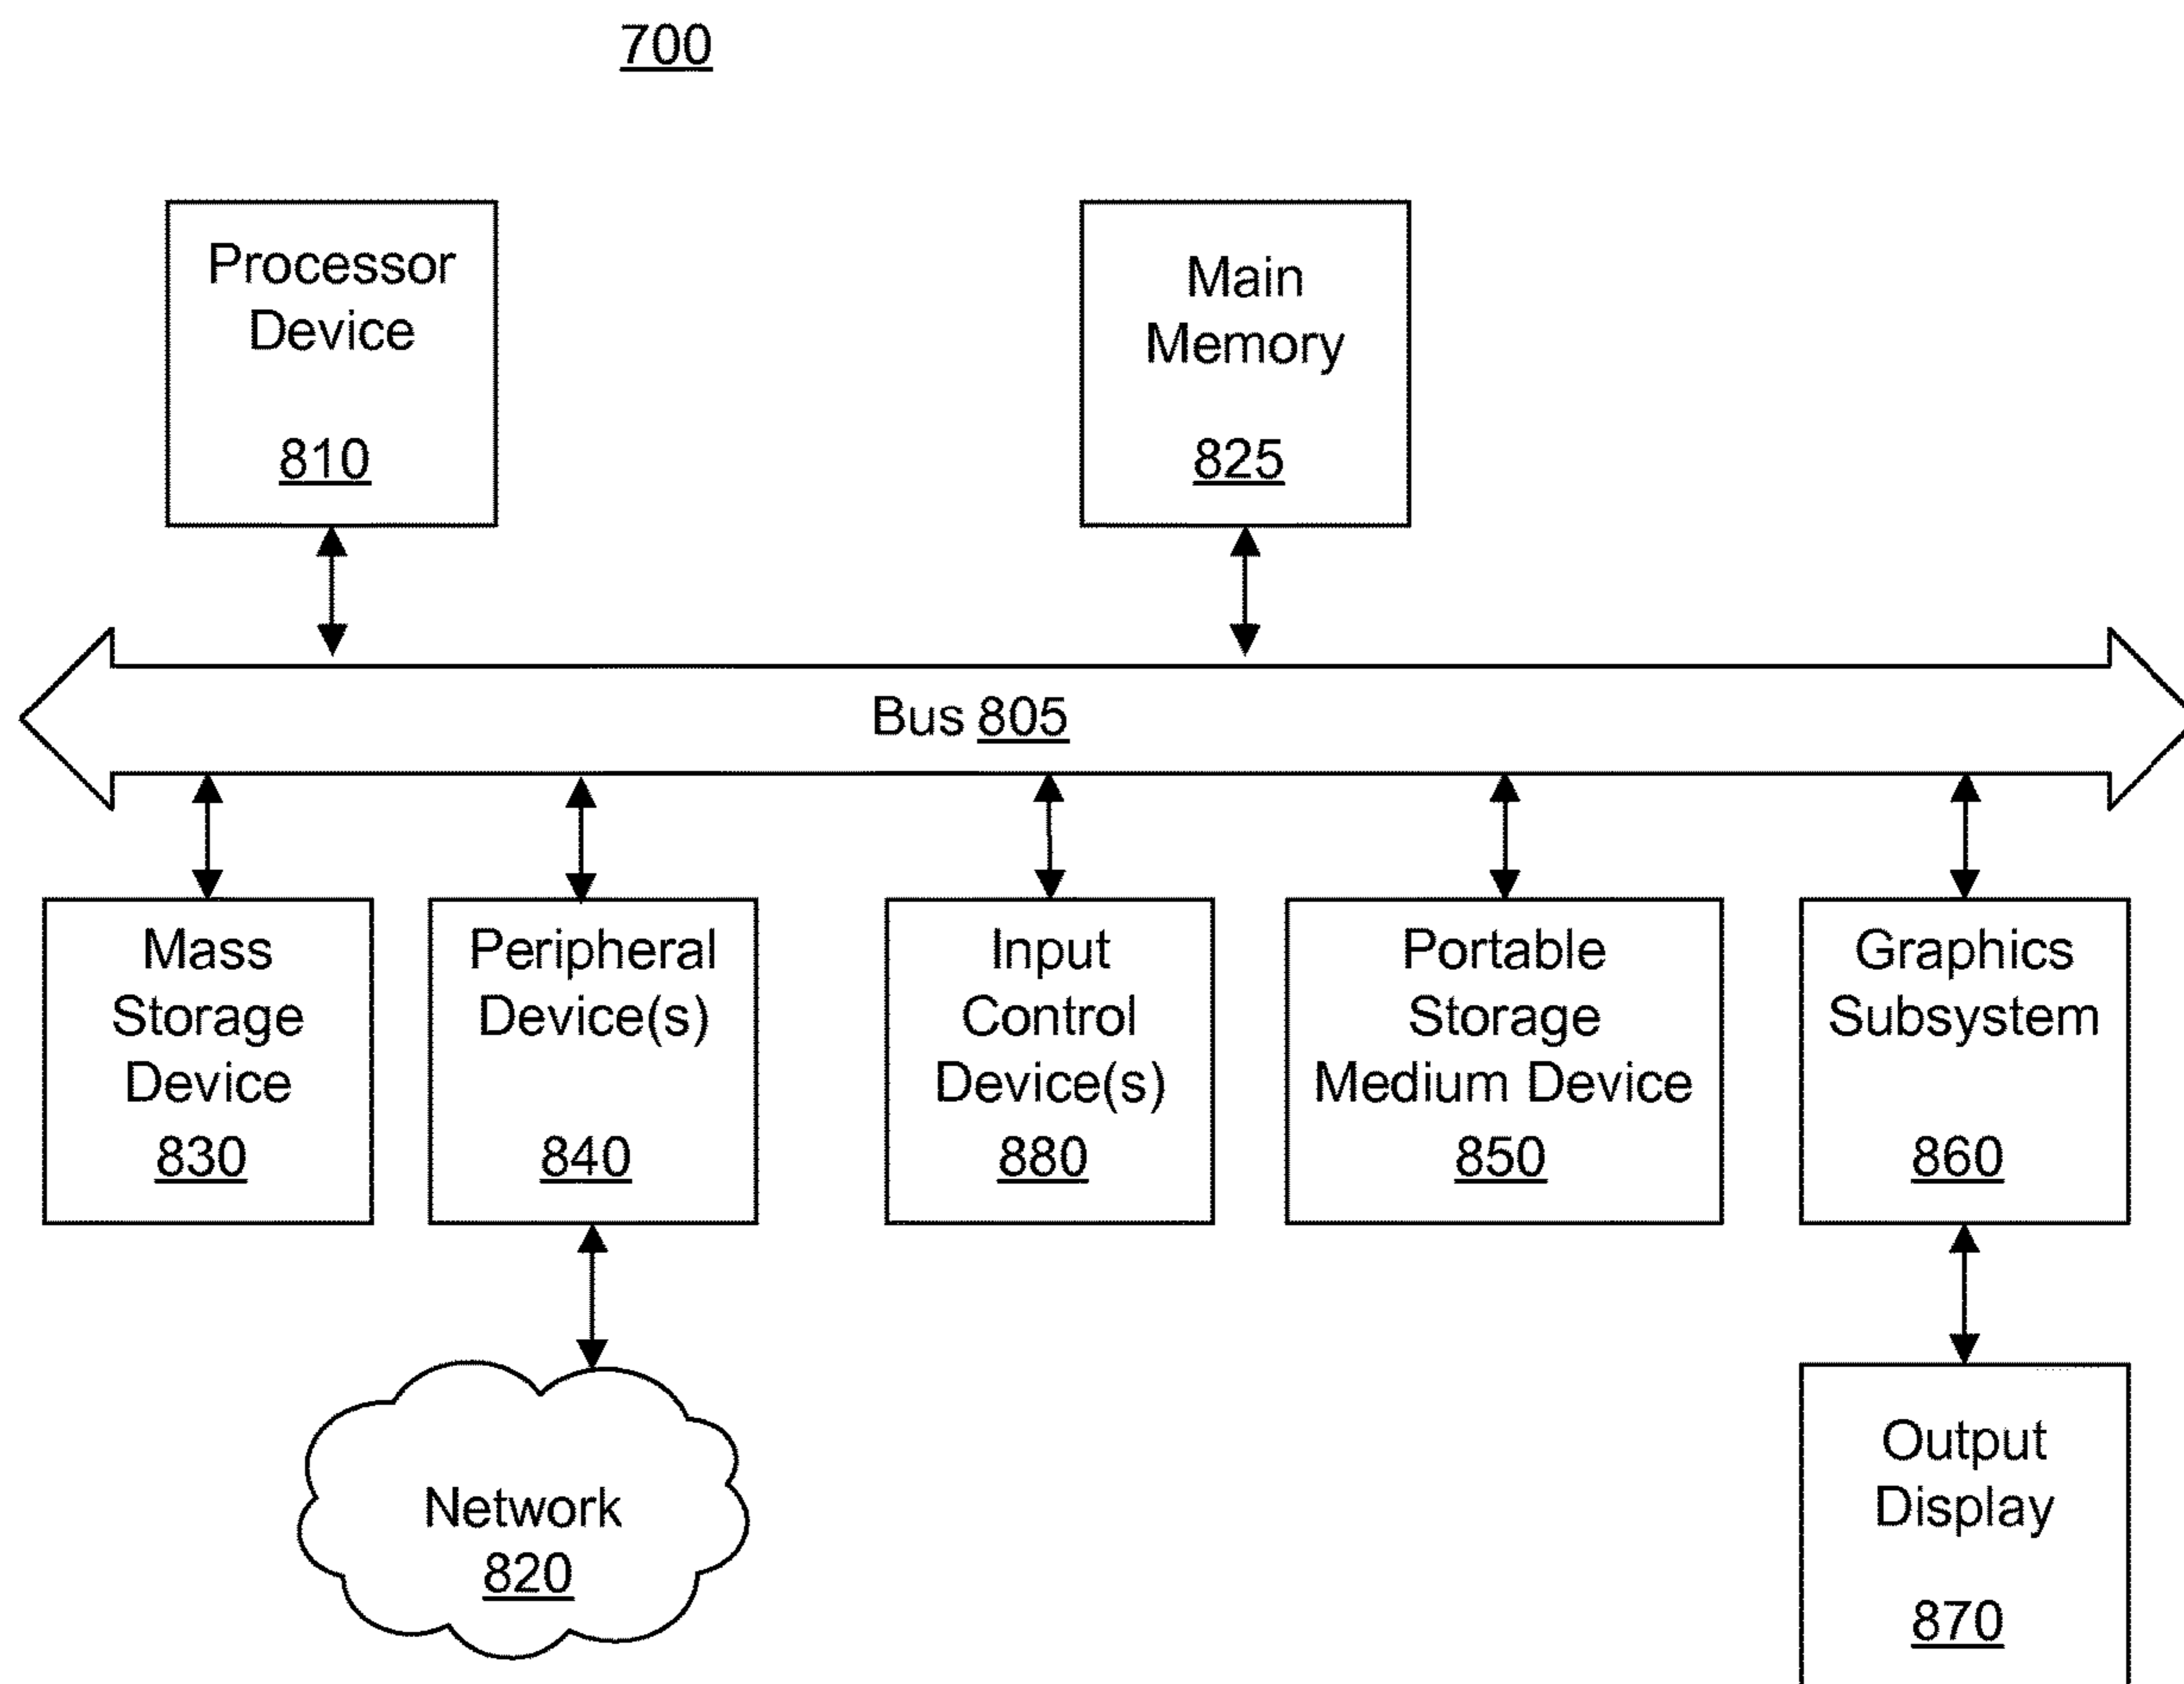 700
Processor
Device
810
Main
Memory
825
Bus 805
Mass
Storage
Device
830
Peripheral
Device(s)
840
Input
Control
Device(s)
880
Portable
Storage
Medium Device
850
Graphics
Subsystem
860
Network
820
Output
Display
870